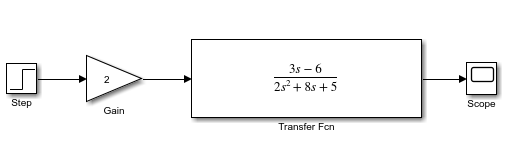 2
3s − 6
2s² + 8s + 5
Step
Gain
Transfer Fcn
Scope